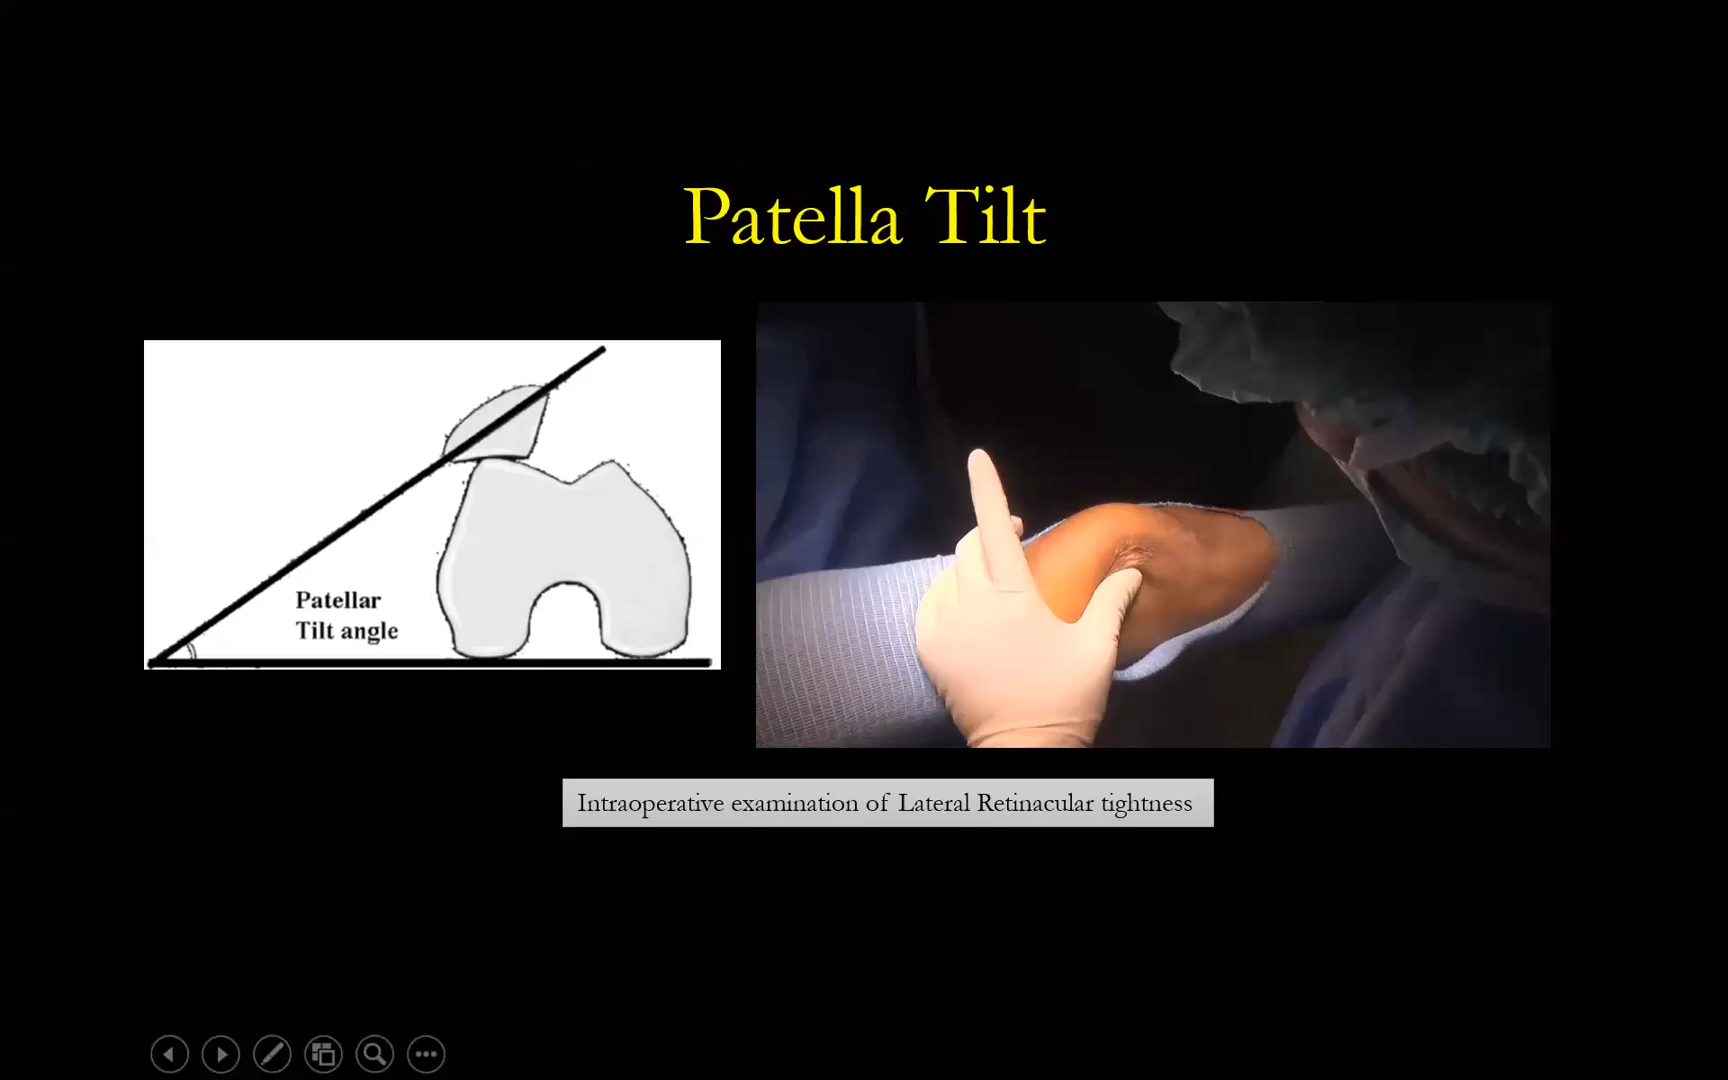 Patella Tilt
Patellar
Tilt angle
Intraoperative examination of Lateral Retinacular tightness